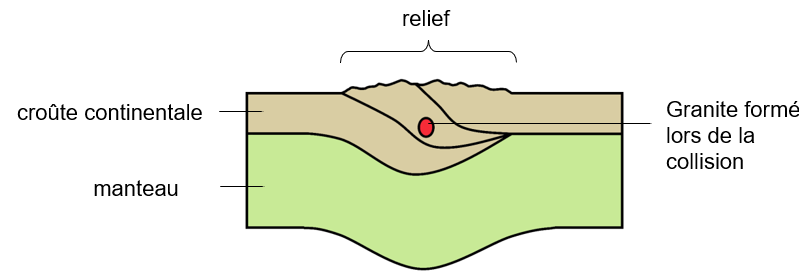 relief
croûte continentale
Granite formé
lors de la
collision
manteau